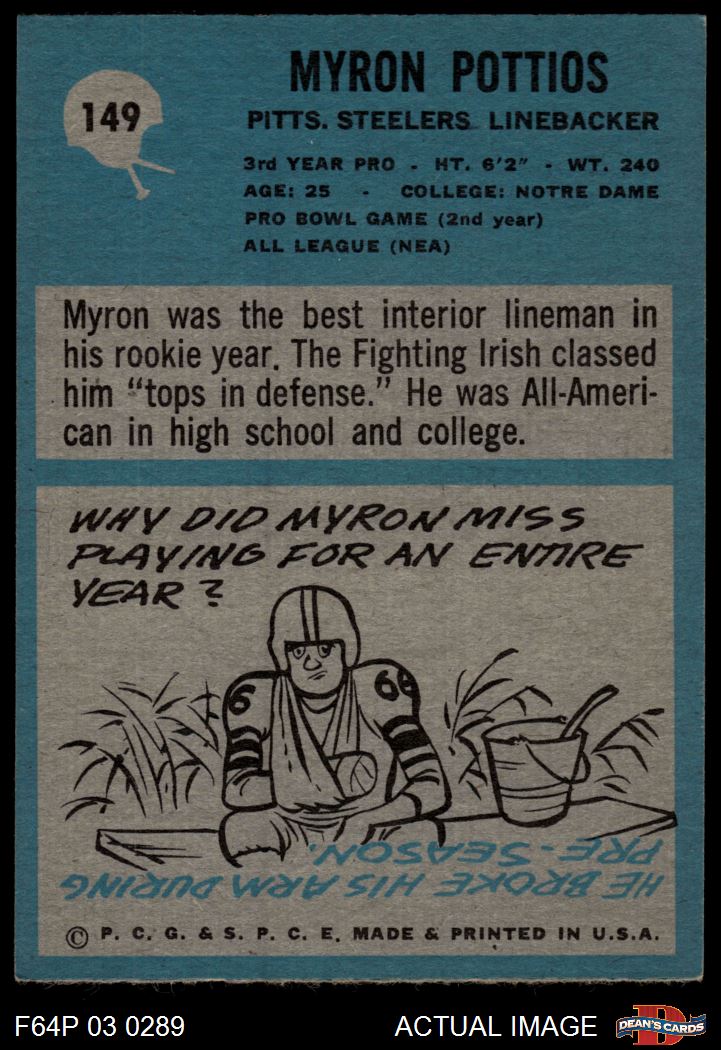 149
MYRON POTTIOS
PITTS. STEELERS LINEBACKER
3rd YEAR PRO - HT. 6'2" - WT. 240
AGE: 25 - COLLEGE: NOTRE DAME
PRO BOWL GAME (2nd year)
ALL LEAGUE (NEA)
Myron was the best interior lineman in
his rookie year. The Fighting Irish classed
him "tops in defense." He was All-Ameri-
can in high school and college.
WHY DID MYRON MISS
PLAYING FOR AN ENTIRE
YEAR?
6
66
HE BROKE HIS ARM DURING
PRE-SEASON.
© P. C. G. & S. P. C. E. MADE & PRINTED IN U.S.A.
F64P 03 0289
ACTUAL IMAGE
D
DEAN'S CARDS